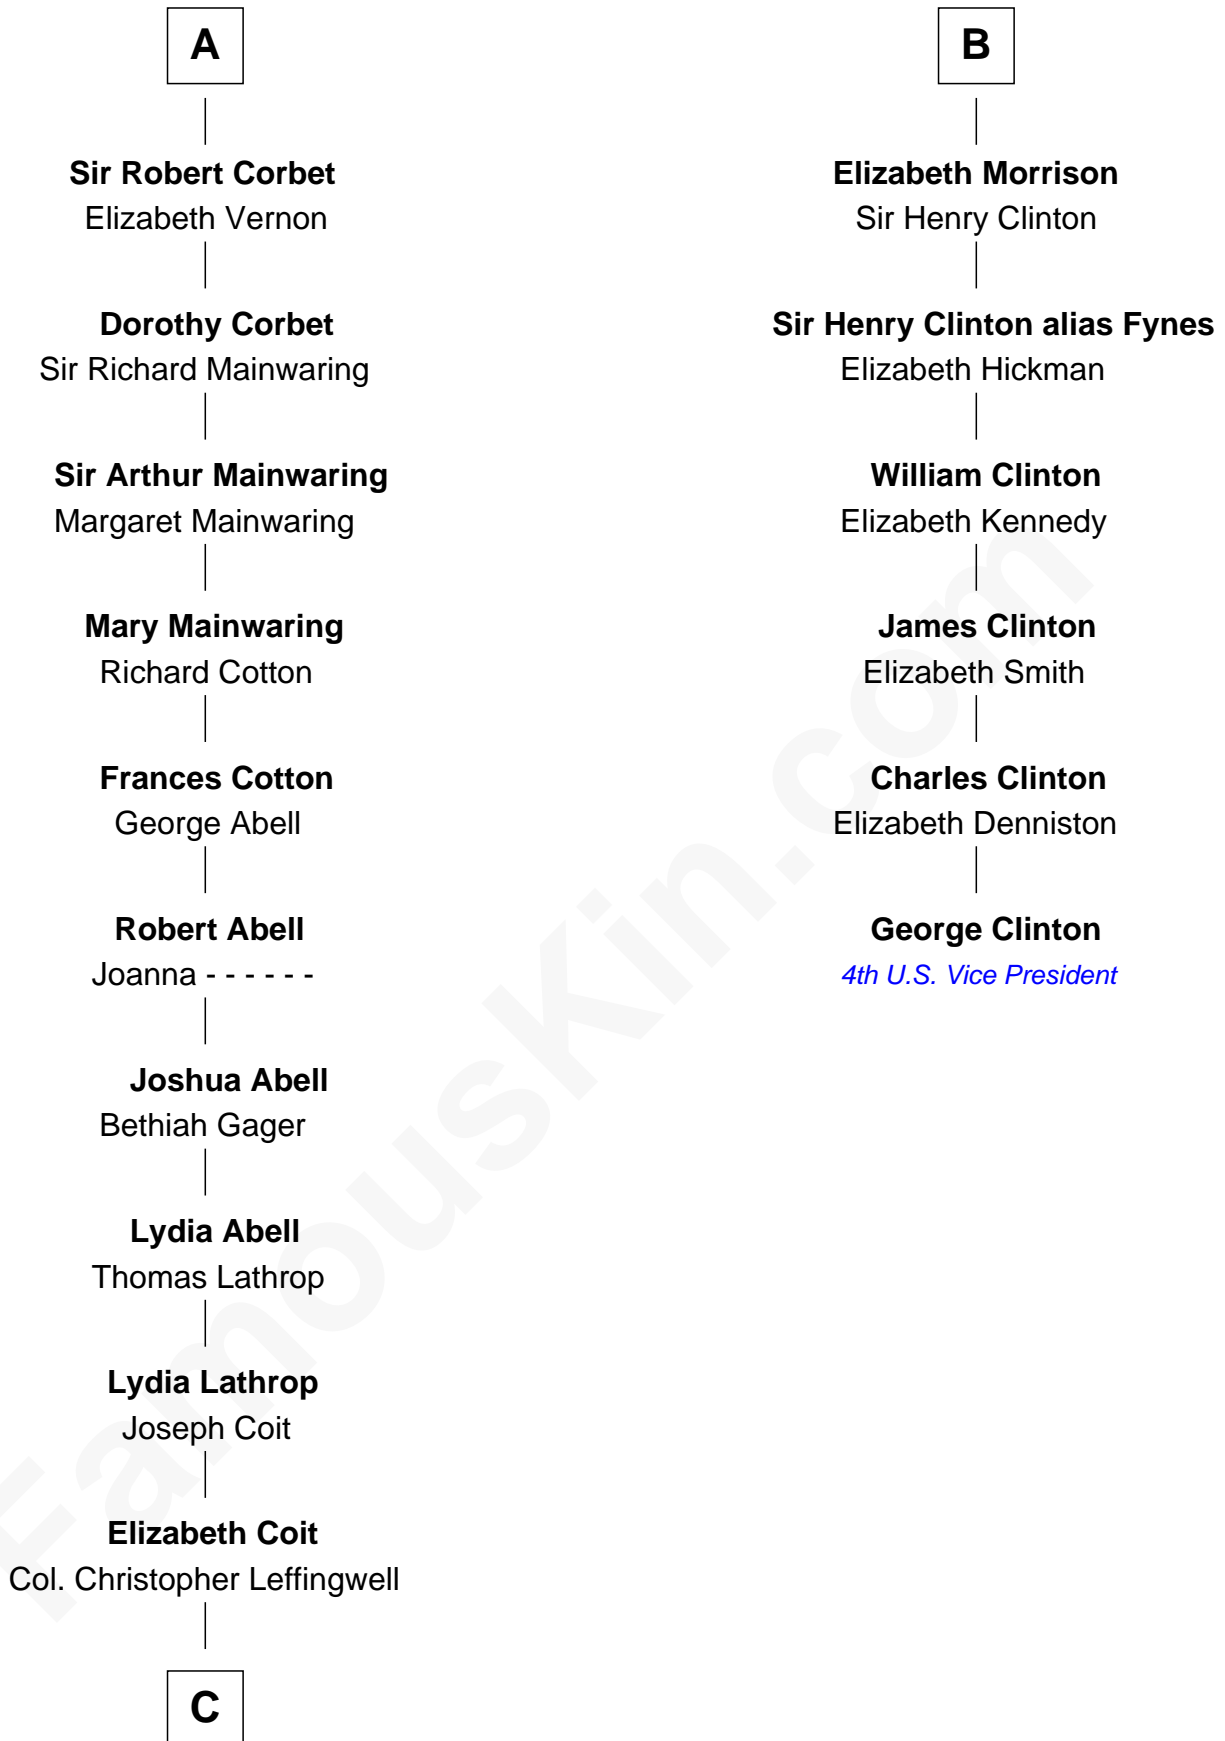 A
Sir Robert Corbet
Elizabeth Vernon
Dorothy Corbet
Sir Richard Mainwaring
Sir Arthur Mainwaring
Margaret Mainwaring
Mary Mainwaring
Richard Cotton
Frances Cotton
George Abell
Robert Abell
Joanna - - - - - -
Joshua Abell
Bethiah Gager
Lydia Abell
Thomas Lathrop
Lydia Lathrop
Joseph Coit
Elizabeth Coit
Col. Christopher Leffingwell
C
B
Elizabeth Morrison
Sir Henry Clinton
Sir Henry Clinton alias Fynes
Elizabeth Hickman
William Clinton
Elizabeth Kennedy
James Clinton
Elizabeth Smith
Charles Clinton
Elizabeth Denniston
George Clinton
4th U.S. Vice President
FamousKin.com